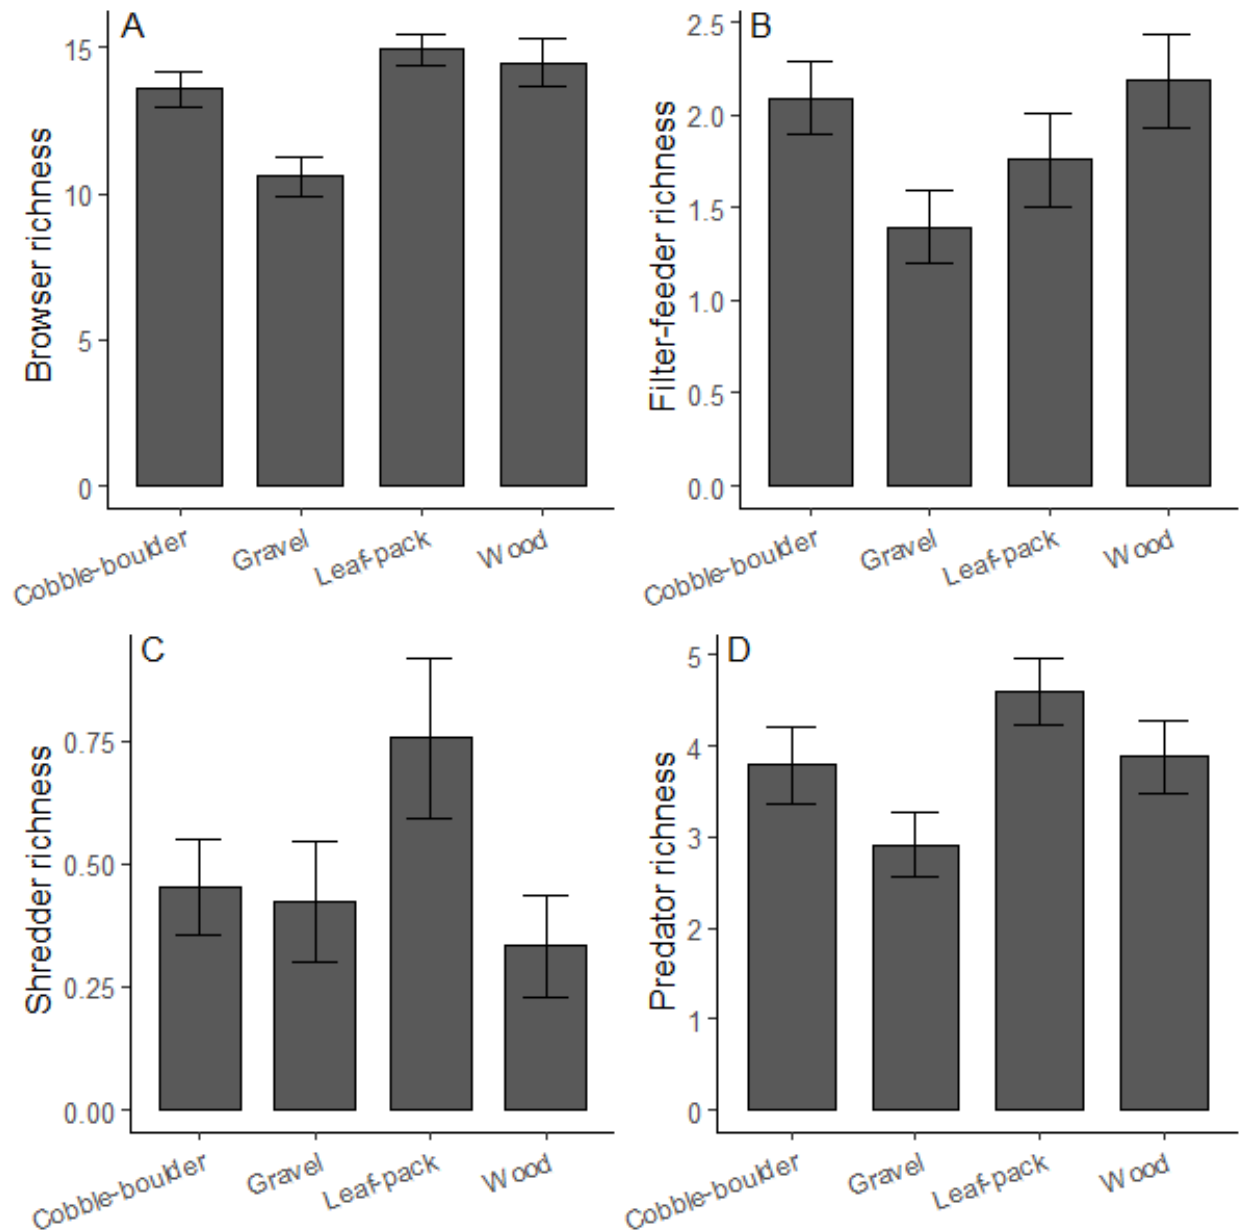 A
Browser richness
15
10
5
0
Cobble-boulder
Gravel
Leaf-pack
Wood
B
Filter-feeder richness
2.5
2.0
1.5
1.0
0.5
0.0
Cobble-boulder
Gravel
Leaf-pack
Wood
C
Shredder richness
0.75
0.50
0.25
0.00
Cobble-boulder
Gravel
Leaf-pack
Wood
D
Predator richness
5
4
3
2
1
0
Cobble-boulder
Gravel
Leaf-pack
Wood